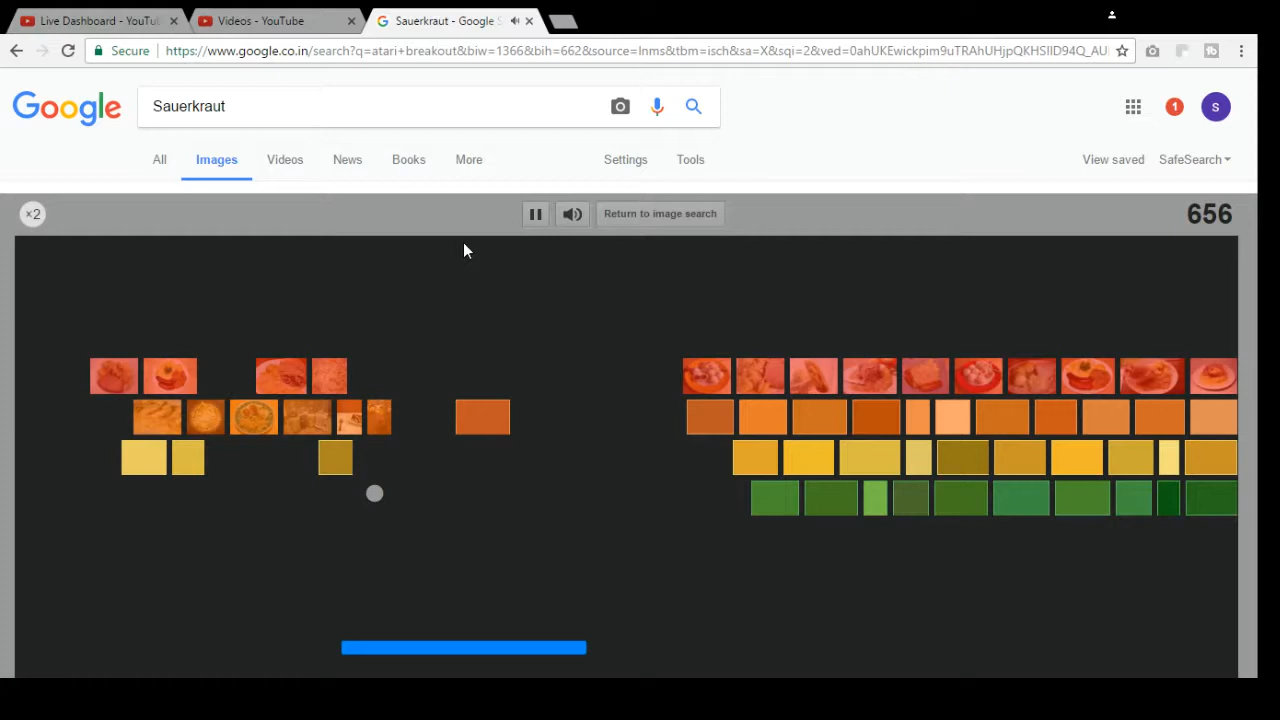 Live Dashboard - YouTu
Videos - YouTube
Sauerkraut - Google S
Secure
https://www.google.co.in/search?q=atari+breakout&biw=1366&bih=662&source=lnms&tbm=isch&sa=X&sqi=2&ved=0ahUKEwickpim9uTRAhUHjpQKHSIID94Q_AU
Google
Sauerkraut
1
S
All
Images
Videos
News
Books
More
Settings
Tools
View saved
SafeSearch
×2
Return to image search
656